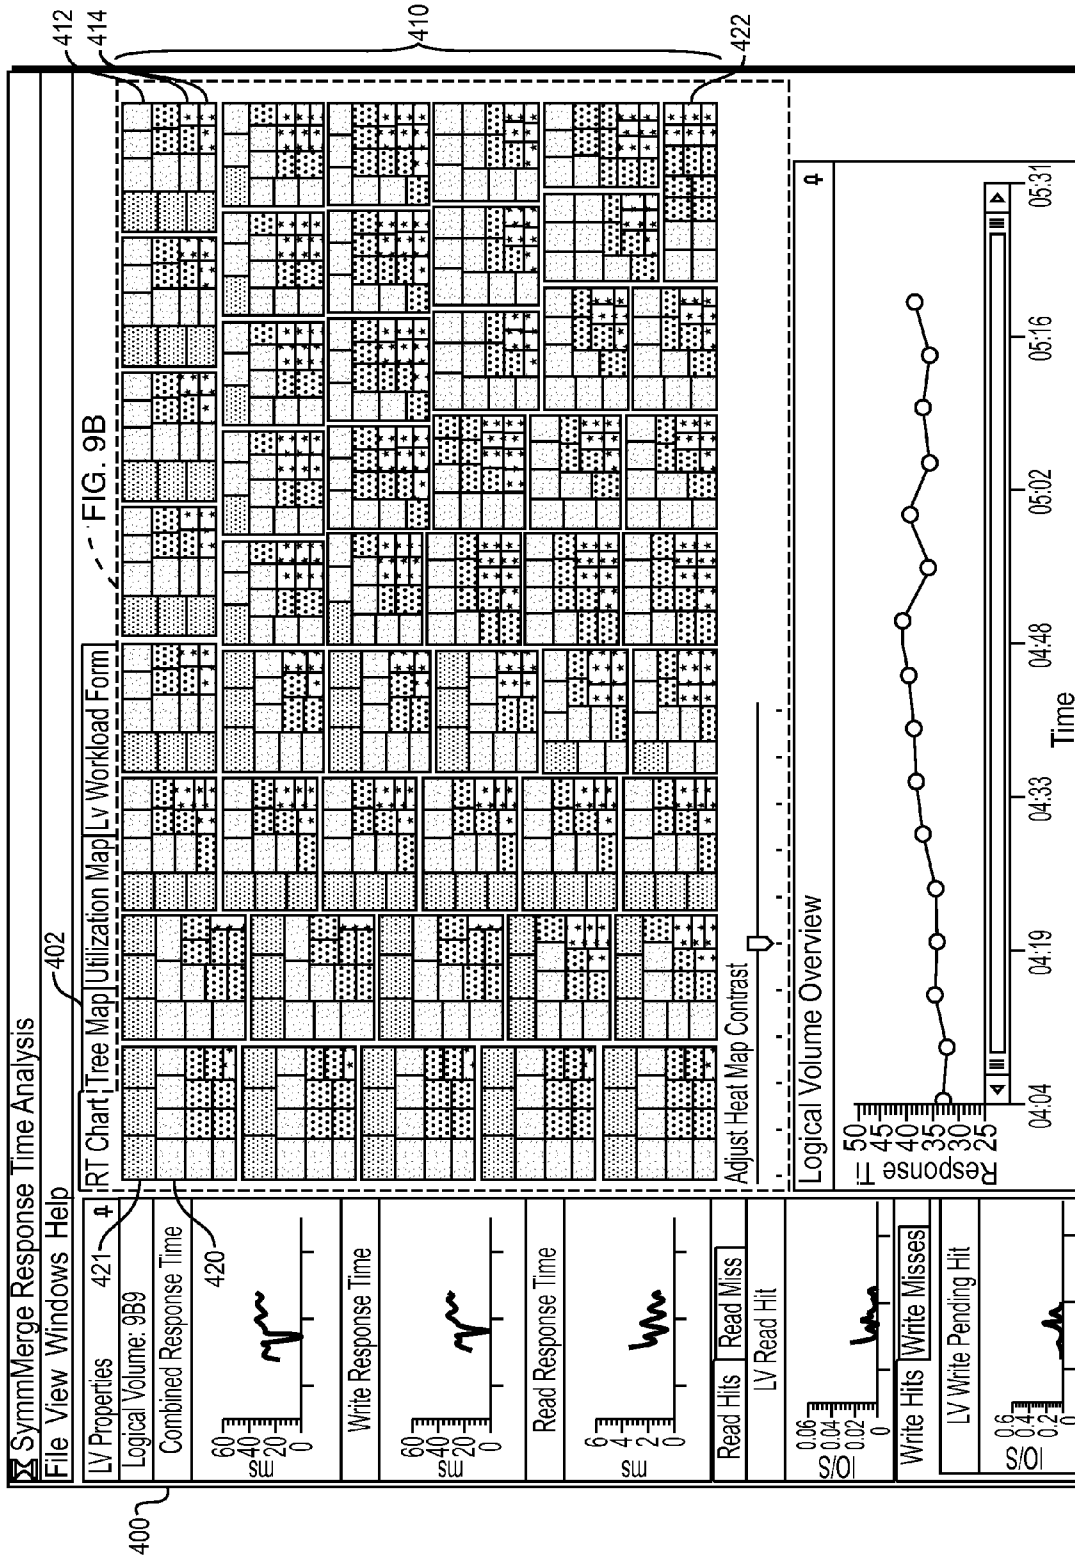 SymmMerge Response Time Analysis
File View Windows Help
400
402
LV Properties
Logical Volume: 9B9
421
Combined Response Time
420
60
40
20
0
ms
Write Response Time
60
40
20
0
ms
Read Response Time
6
4
2
0
ms
Read Hits Read Miss
LV Read Hit
0.06
0.04
0.02
0
IO/S
Write Hits Write Misses
LV Write Pending Hit
0.6
0.4
0.2
0
IO/S
RT Chart Tree Map Utilization Map Lv Workload Form
FIG. 9B
412
414
410
422
Adjust Heat Map Contrast
Logical Volume Overview
Response Ti
50
45
40
35
30
25
04:04 04:19 04:33 04:48 05:02 05:16 05:31
Time